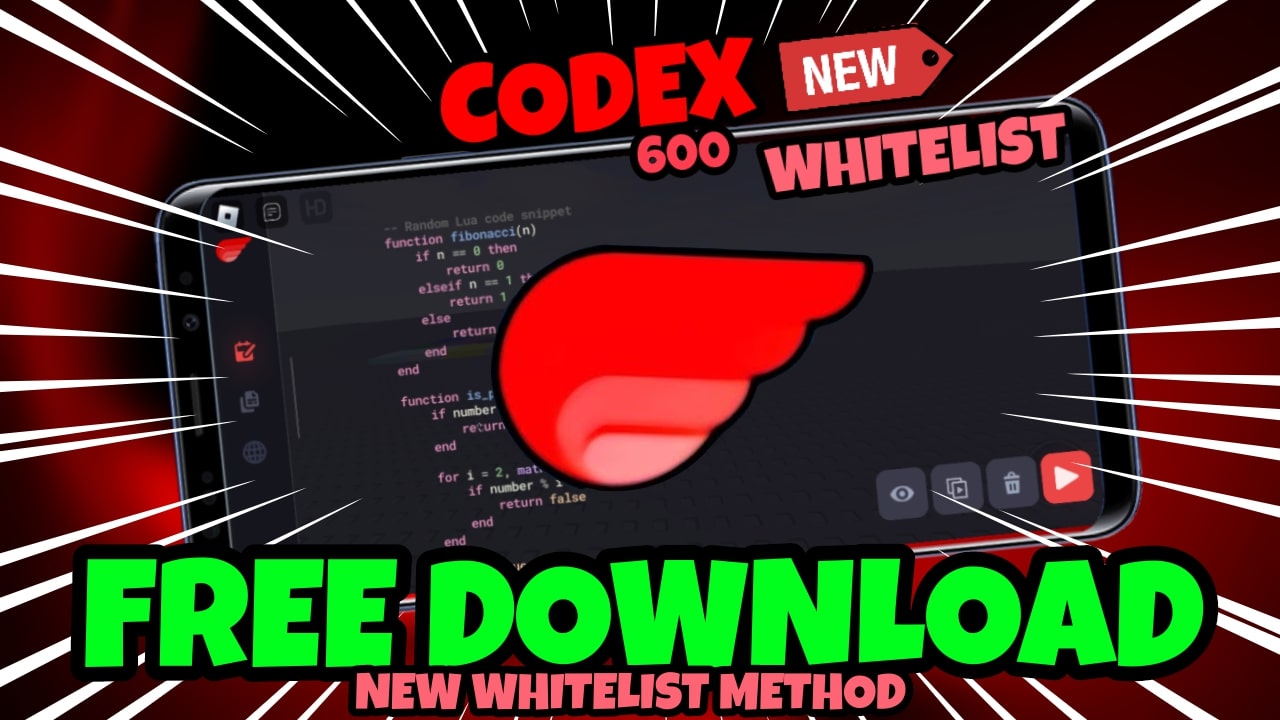 CODEX
NEW
600
WHITELIST
HD
-- Random Lua code snippet
function fibonacci(n)
if n == 0 then
return 0
elseif n == 1
return 1
else
return
end
end
function
if number
return
end
for i = 2,
if number %
return false
end
end
FREE DOWNLOAD
NEW WHITELIST METHOD